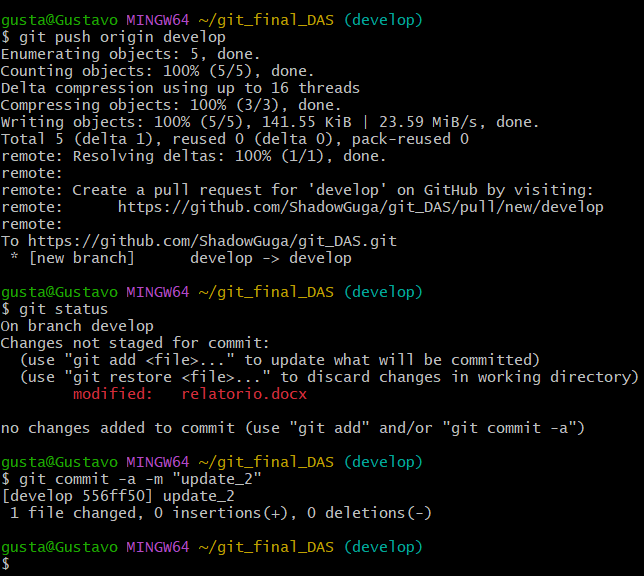 gusta@Gustavo MINGW64 ~/git_final_DAS (develop)
$ git push origin develop
Enumerating objects: 5, done.
Counting objects: 100% (5/5), done.
Delta compression using up to 16 threads
Compressing objects: 100% (3/3), done.
Writing objects: 100% (5/5), 141.55 KiB | 23.59 MiB/s, done.
Total 5 (delta 1), reused 0 (delta 0), pack-reused 0
remote: Resolving deltas: 100% (1/1), done.
remote:
remote: Create a pull request for 'develop' on GitHub by visiting:
remote:      https://github.com/ShadowGuga/git_DAS/pull/new/develop
remote:
To https://github.com/ShadowGuga/git_DAS.git
 * [new branch]      develop -> develop

gusta@Gustavo MINGW64 ~/git_final_DAS (develop)
$ git status
On branch develop
Changes not staged for commit:
  (use "git add <file>..." to update what will be committed)
  (use "git restore <file>..." to discard changes in working directory)
        modified:   relatorio.docx

no changes added to commit (use "git add" and/or "git commit -a")

gusta@Gustavo MINGW64 ~/git_final_DAS (develop)
$ git commit -a -m "update_2"
[develop 556ff50] update_2
 1 file changed, 0 insertions(+), 0 deletions(-)

gusta@Gustavo MINGW64 ~/git_final_DAS (develop)
$